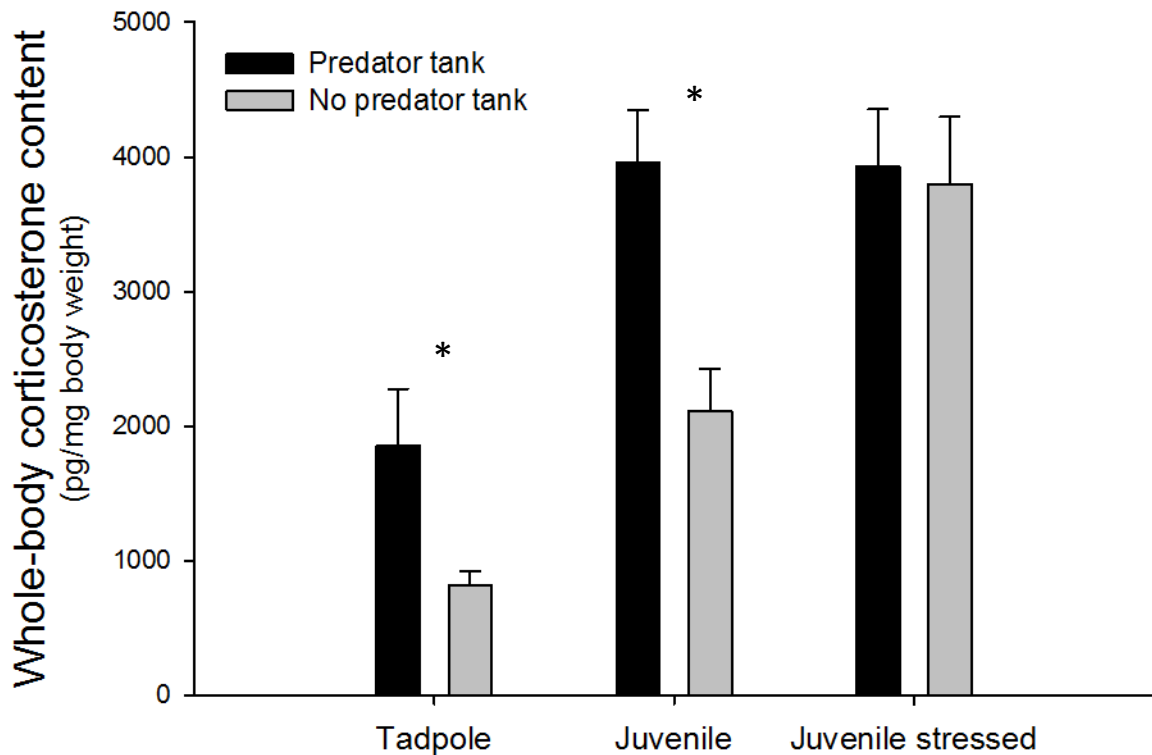 Whole-body corticosterone content
(pg/mg body weight)
5000
4000
3000
2000
1000
0
Predator tank
No predator tank
*
*
Tadpole
Juvenile
Juvenile stressed